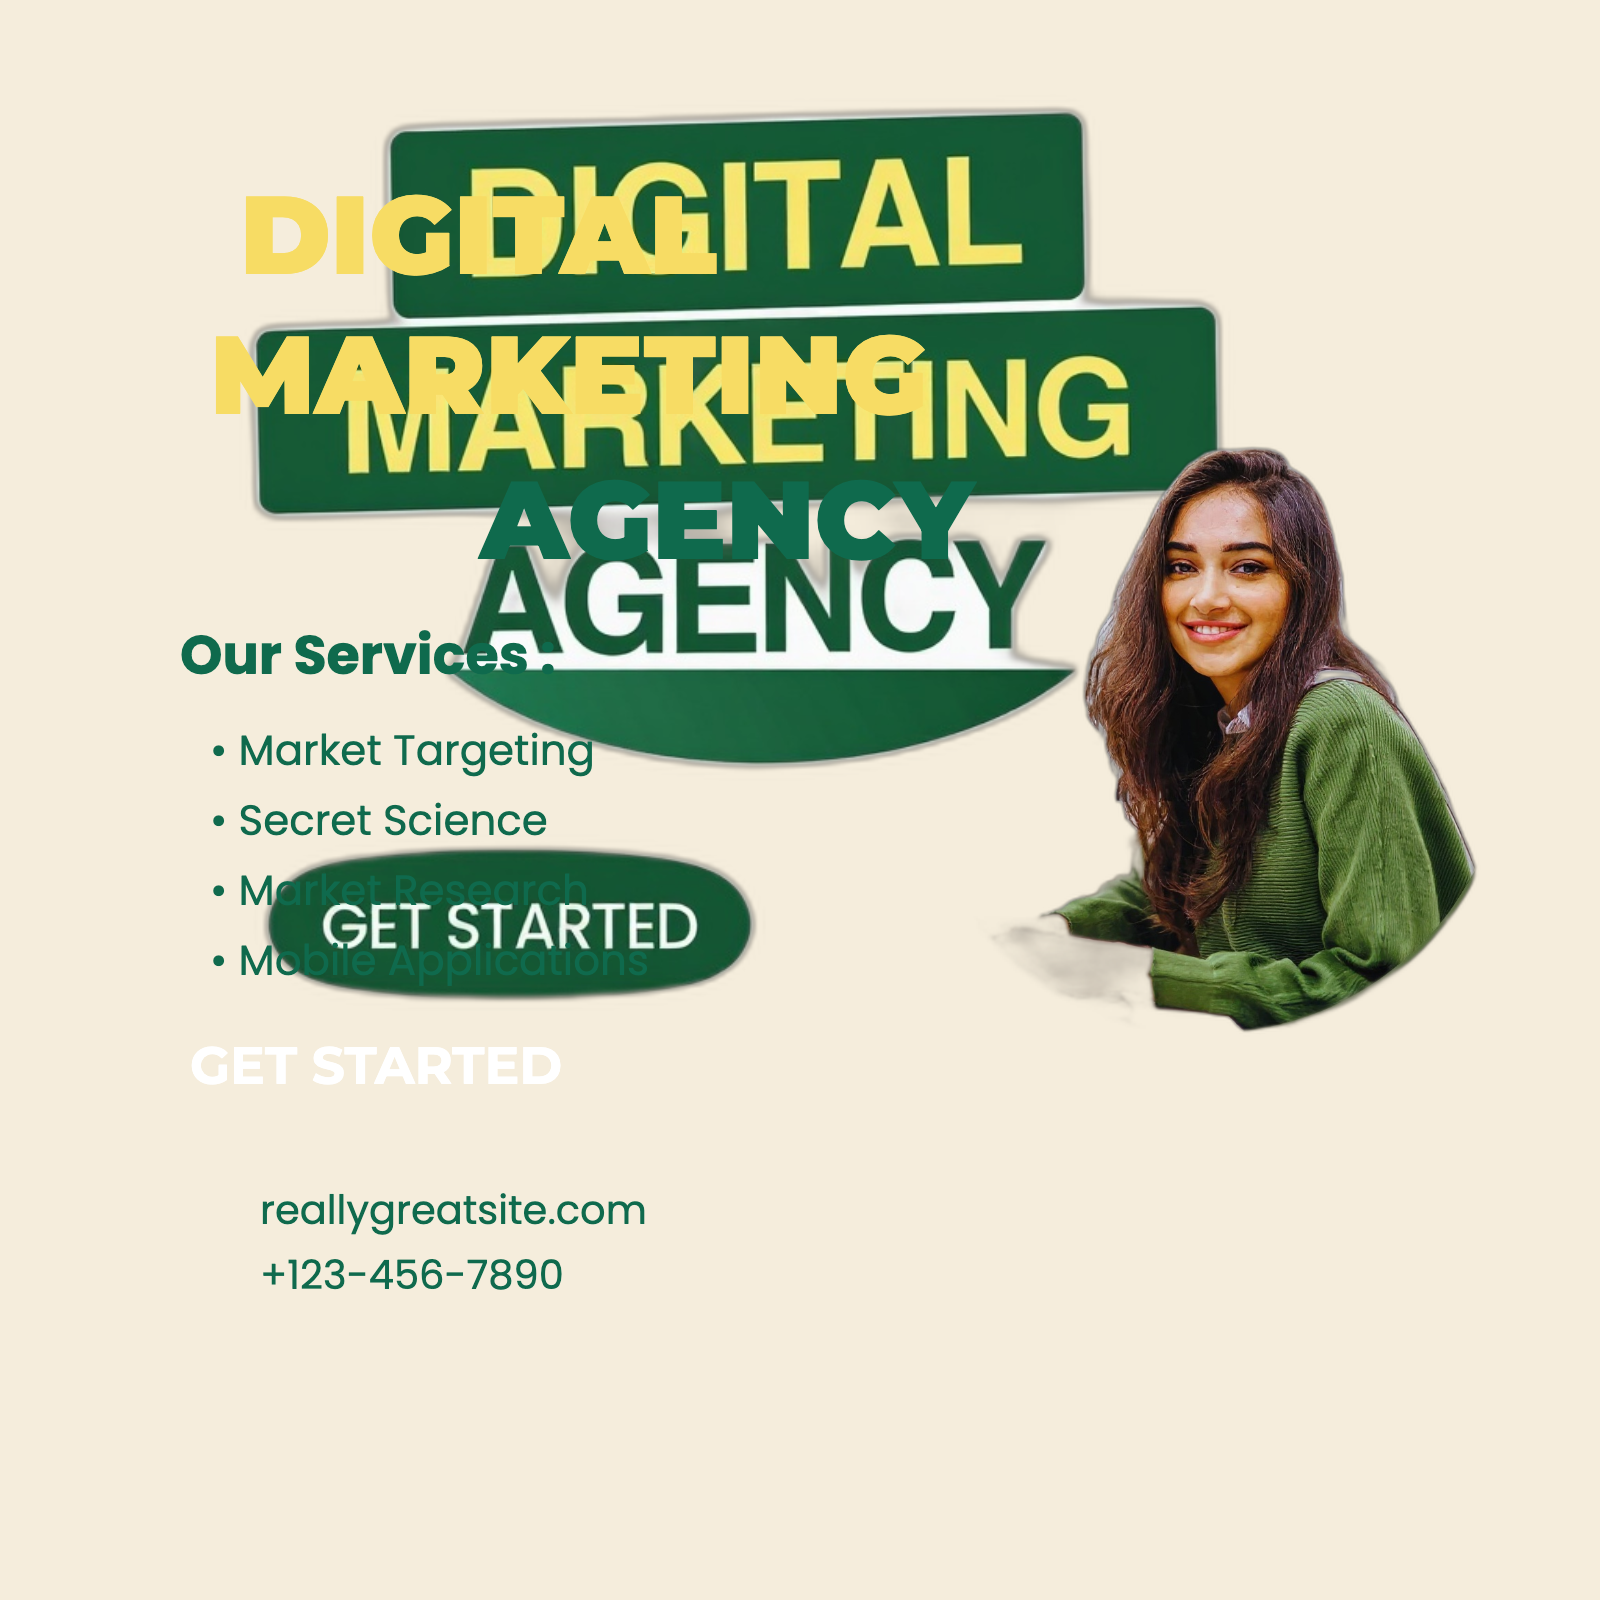 DIGITAL
DIGITAL
MARKETING
MARKETING
AGENCY
AGENCY
Our Services :
• Market Targeting
• Secret Science
• Market Research
GET STARTED
• Mobile Applications
GET STARTED
reallygreatsite.com
+123-456-7890